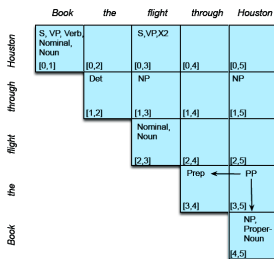 Book the flight through Houston
Houston
S, VP, Verb, Nominal, Noun
[0,1]
[0,2]
S,VP,X2
[0,3]
[0,4]
[0,5]
through
Det
[1,2]
NP
[1,3]
[1,4]
NP
[1,5]
flight
Nominal, Noun
[2,3]
[2,4]
[2,5]
the
Prep
[3,4]
PP
[3,5]
Book
NP, Proper-Noun
[4,5]